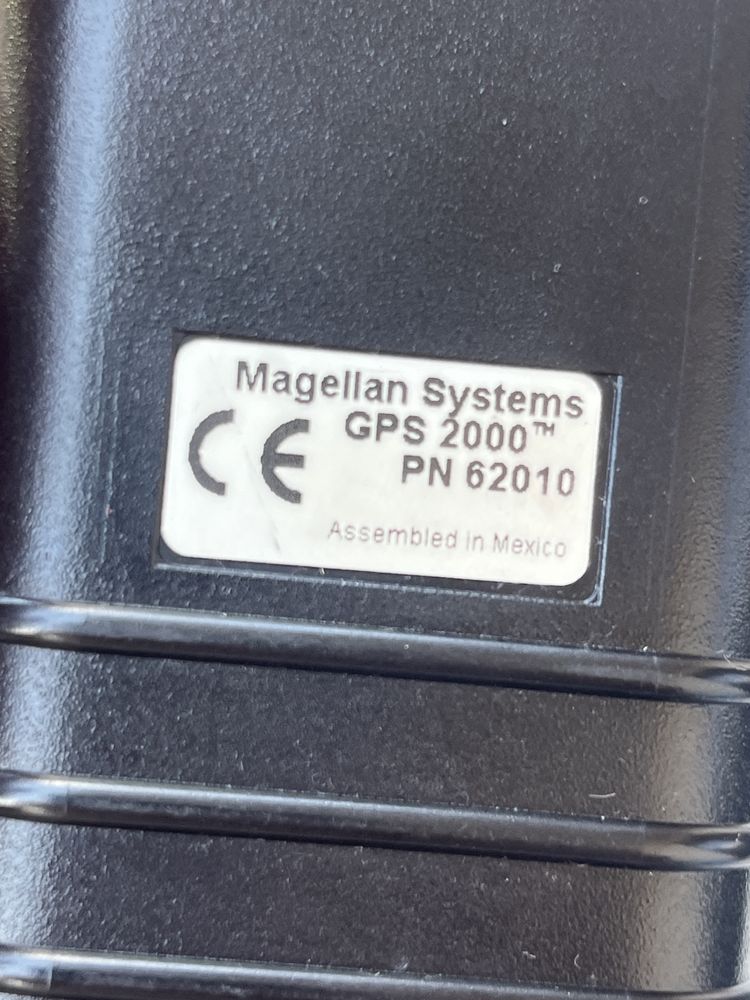 Magellan Systems
CE GPS 2000™
PN 62010
Assembled in Mexico